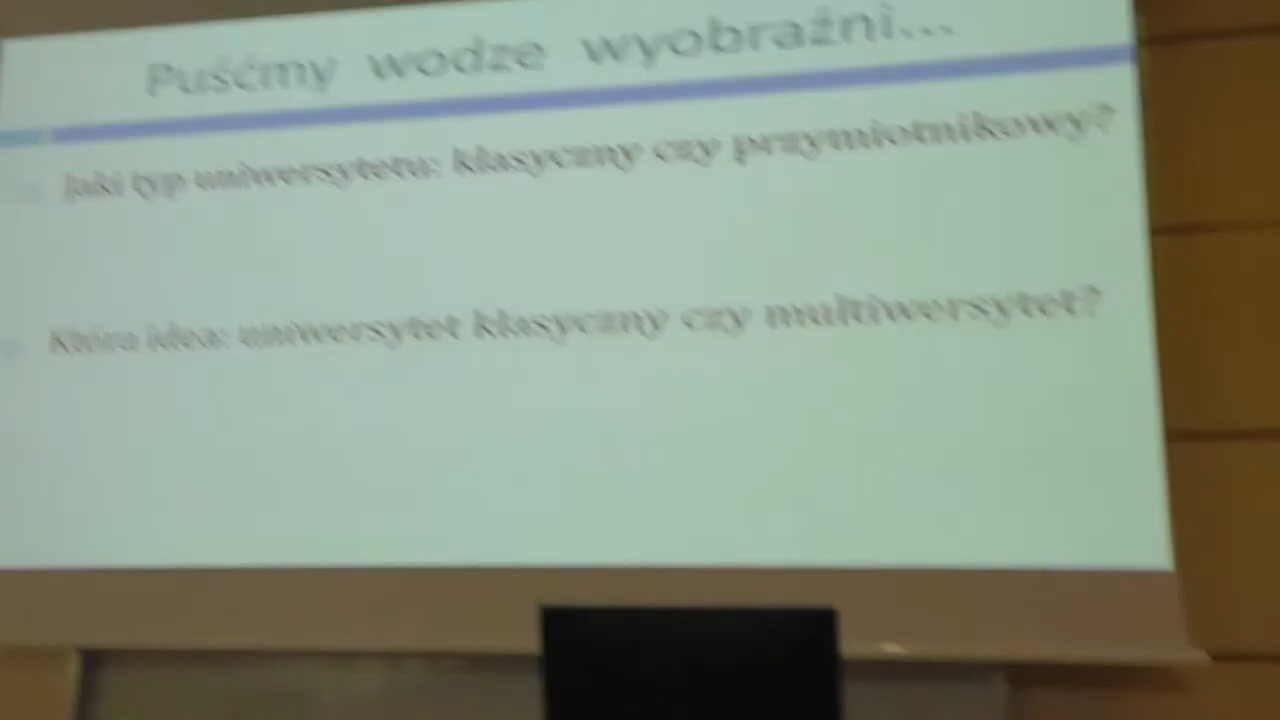 Puśćmy wodze wyobraźni...
Jaki typ uniwersytetu: klasyczny czy przymiotnikowy?
Która idea: uniwersytet klasyczny czy multiwersytet?